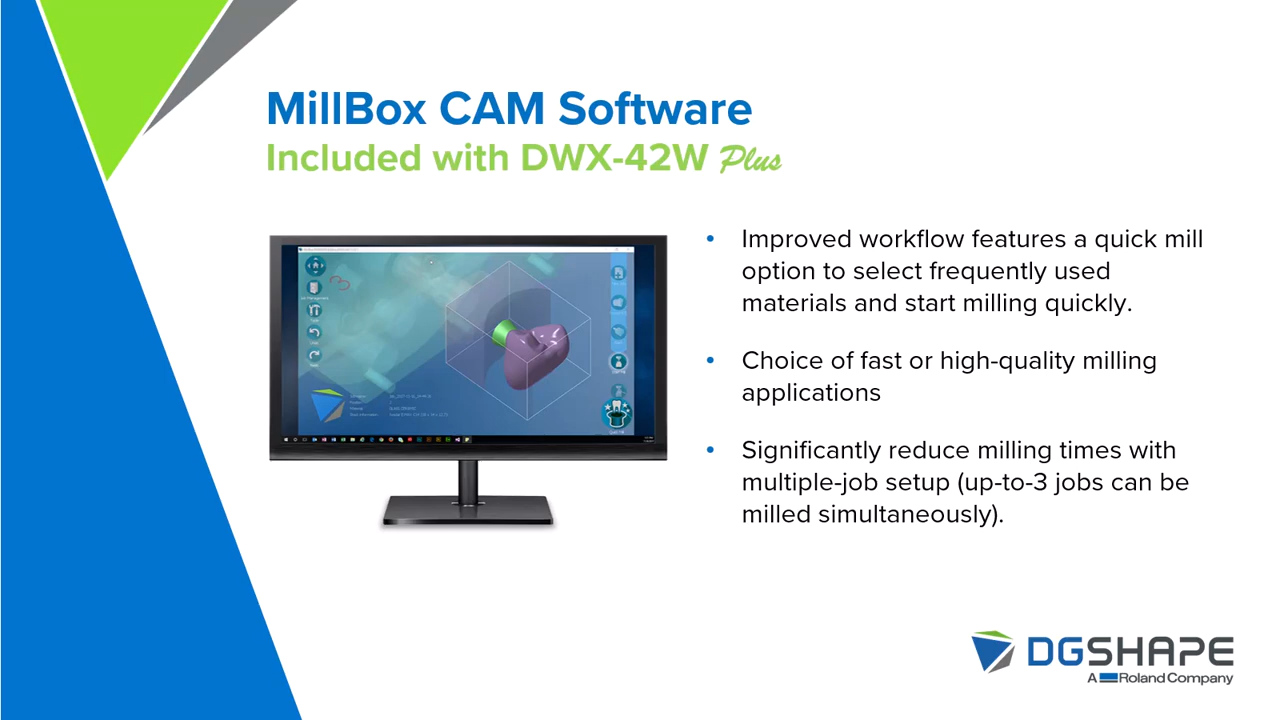 MillBox CAM Software
Included with DWX-42W Plus
• Improved workflow features a quick mill
option to select frequently used
materials and start milling quickly.
• Choice of fast or high-quality milling
applications
• Significantly reduce milling times with
multiple-job setup (up-to-3 jobs can be
milled simultaneously).
DGSHAPE
A Roland Company